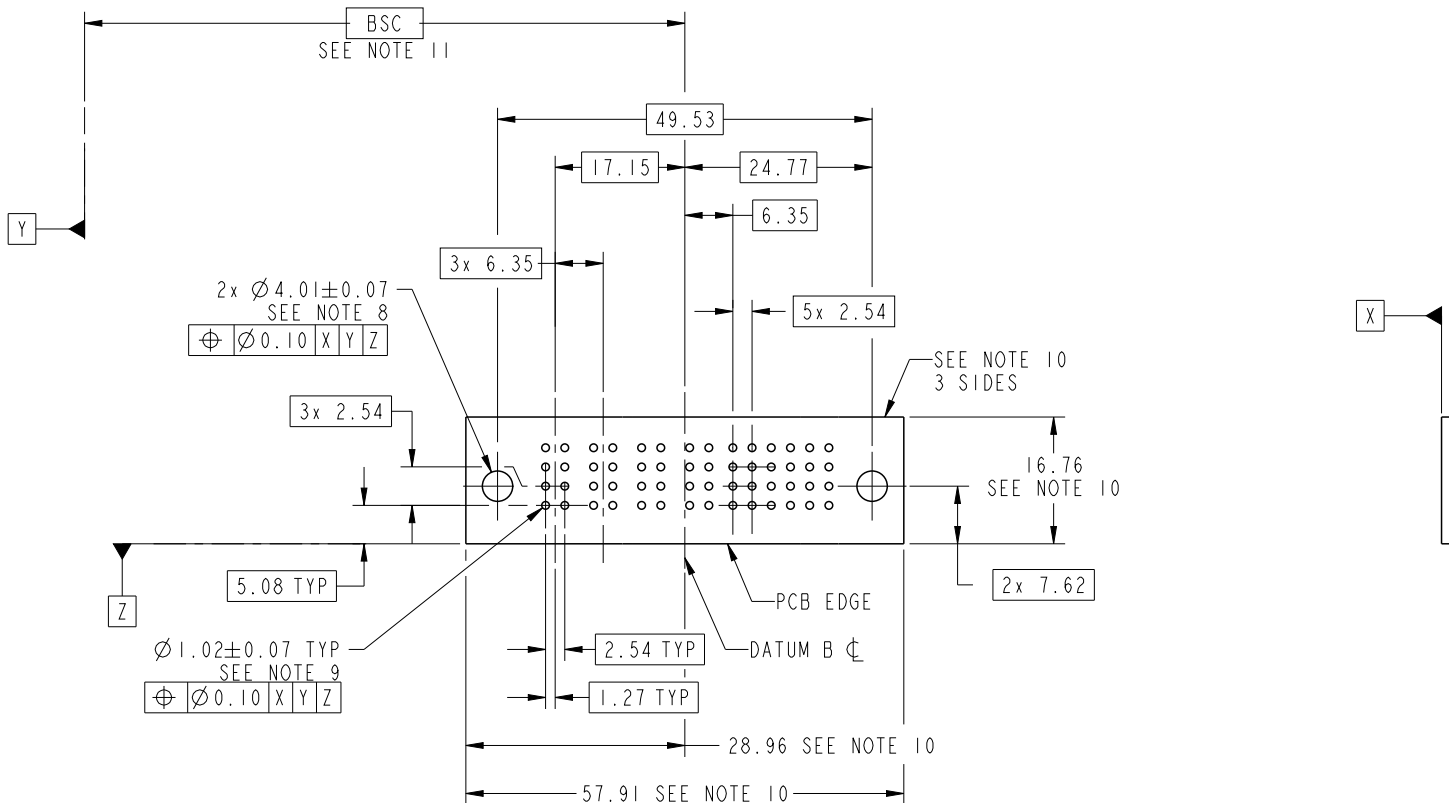 BSC
SEE NOTE 11
49.53
17.15
24.77
Y
6.35
3x 6.35
2x Ø4.01±0.07
SEE NOTE 8
⌖ Ø0.10 X Y Z
5x 2.54
X
SEE NOTE 10
3 SIDES
3x 2.54
16.76
SEE NOTE 10
5.08 TYP
2x 7.62
Z
PCB EDGE
Ø1.02±0.07 TYP
SEE NOTE 9
⌖ Ø0.10 X Y Z
2.54 TYP
DATUM B ℄
1.27 TYP
28.96 SEE NOTE 10
57.91 SEE NOTE 10